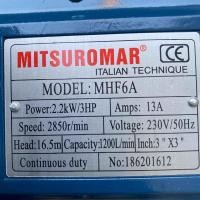 MITSUROMAR® CE
ITALIAN TECHNIQUE
MODEL: MHF6A
Power:2.2kW/3HP Amps: 13A
Speed: 2850r/min Voltage: 230V/50Hz
Head:16.5m Capacity:1200L/min Inch: 3" X3"
Continuous duty No:186201612